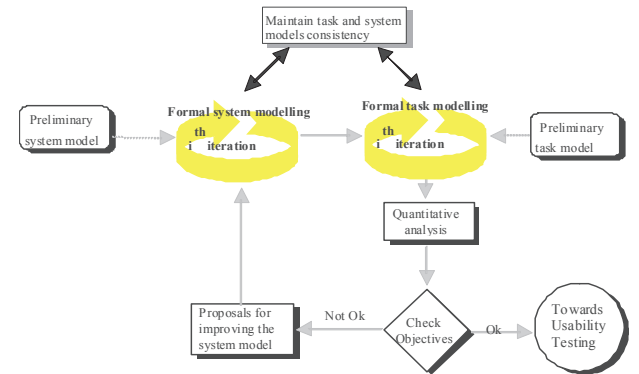 Maintain task and system
models consistency
Formal system modelling
th
i iteration
Formal task modelling
th
i iteration
Preliminary
system model
Preliminary
task model
Quantitative
analysis
Proposals for
improving the
system model
Not Ok
Check
Objectives
Ok
Towards
Usability
Testing